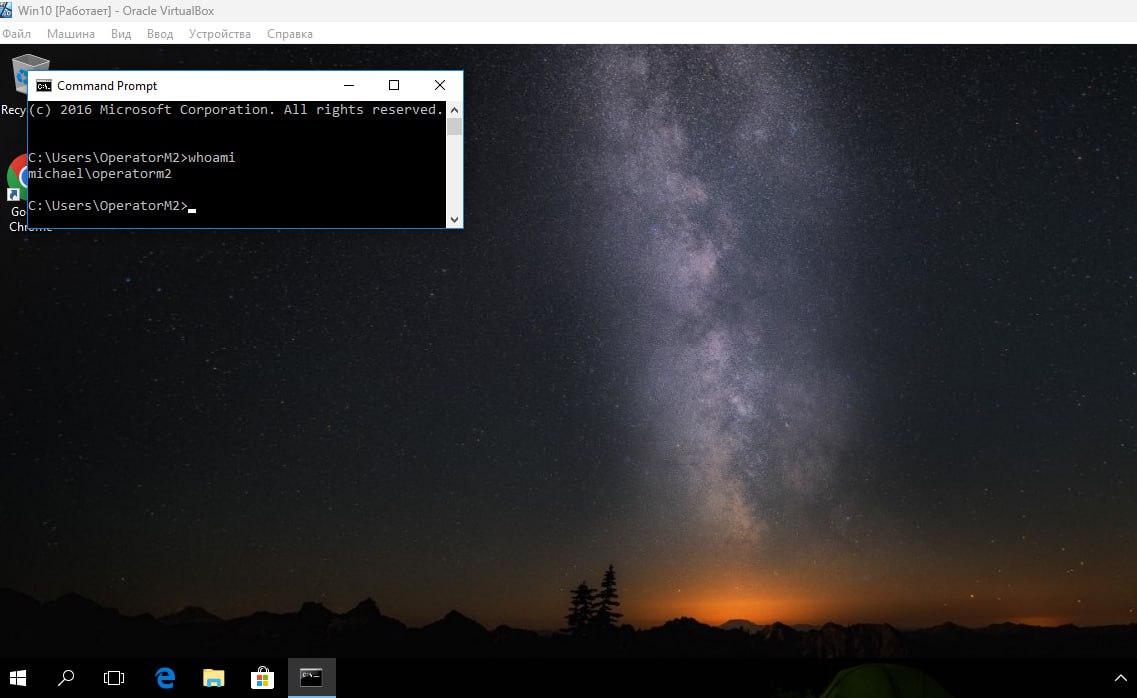 Win10 [Работает] - Oracle VirtualBox
Файл Машина Вид Ввод Устройства Справка
Command Prompt
(c) 2016 Microsoft Corporation. All rights reserved.
C:\Users\OperatorM2>whoami
michael\operatorm2
C:\Users\OperatorM2>
Recy
Go
Chrome